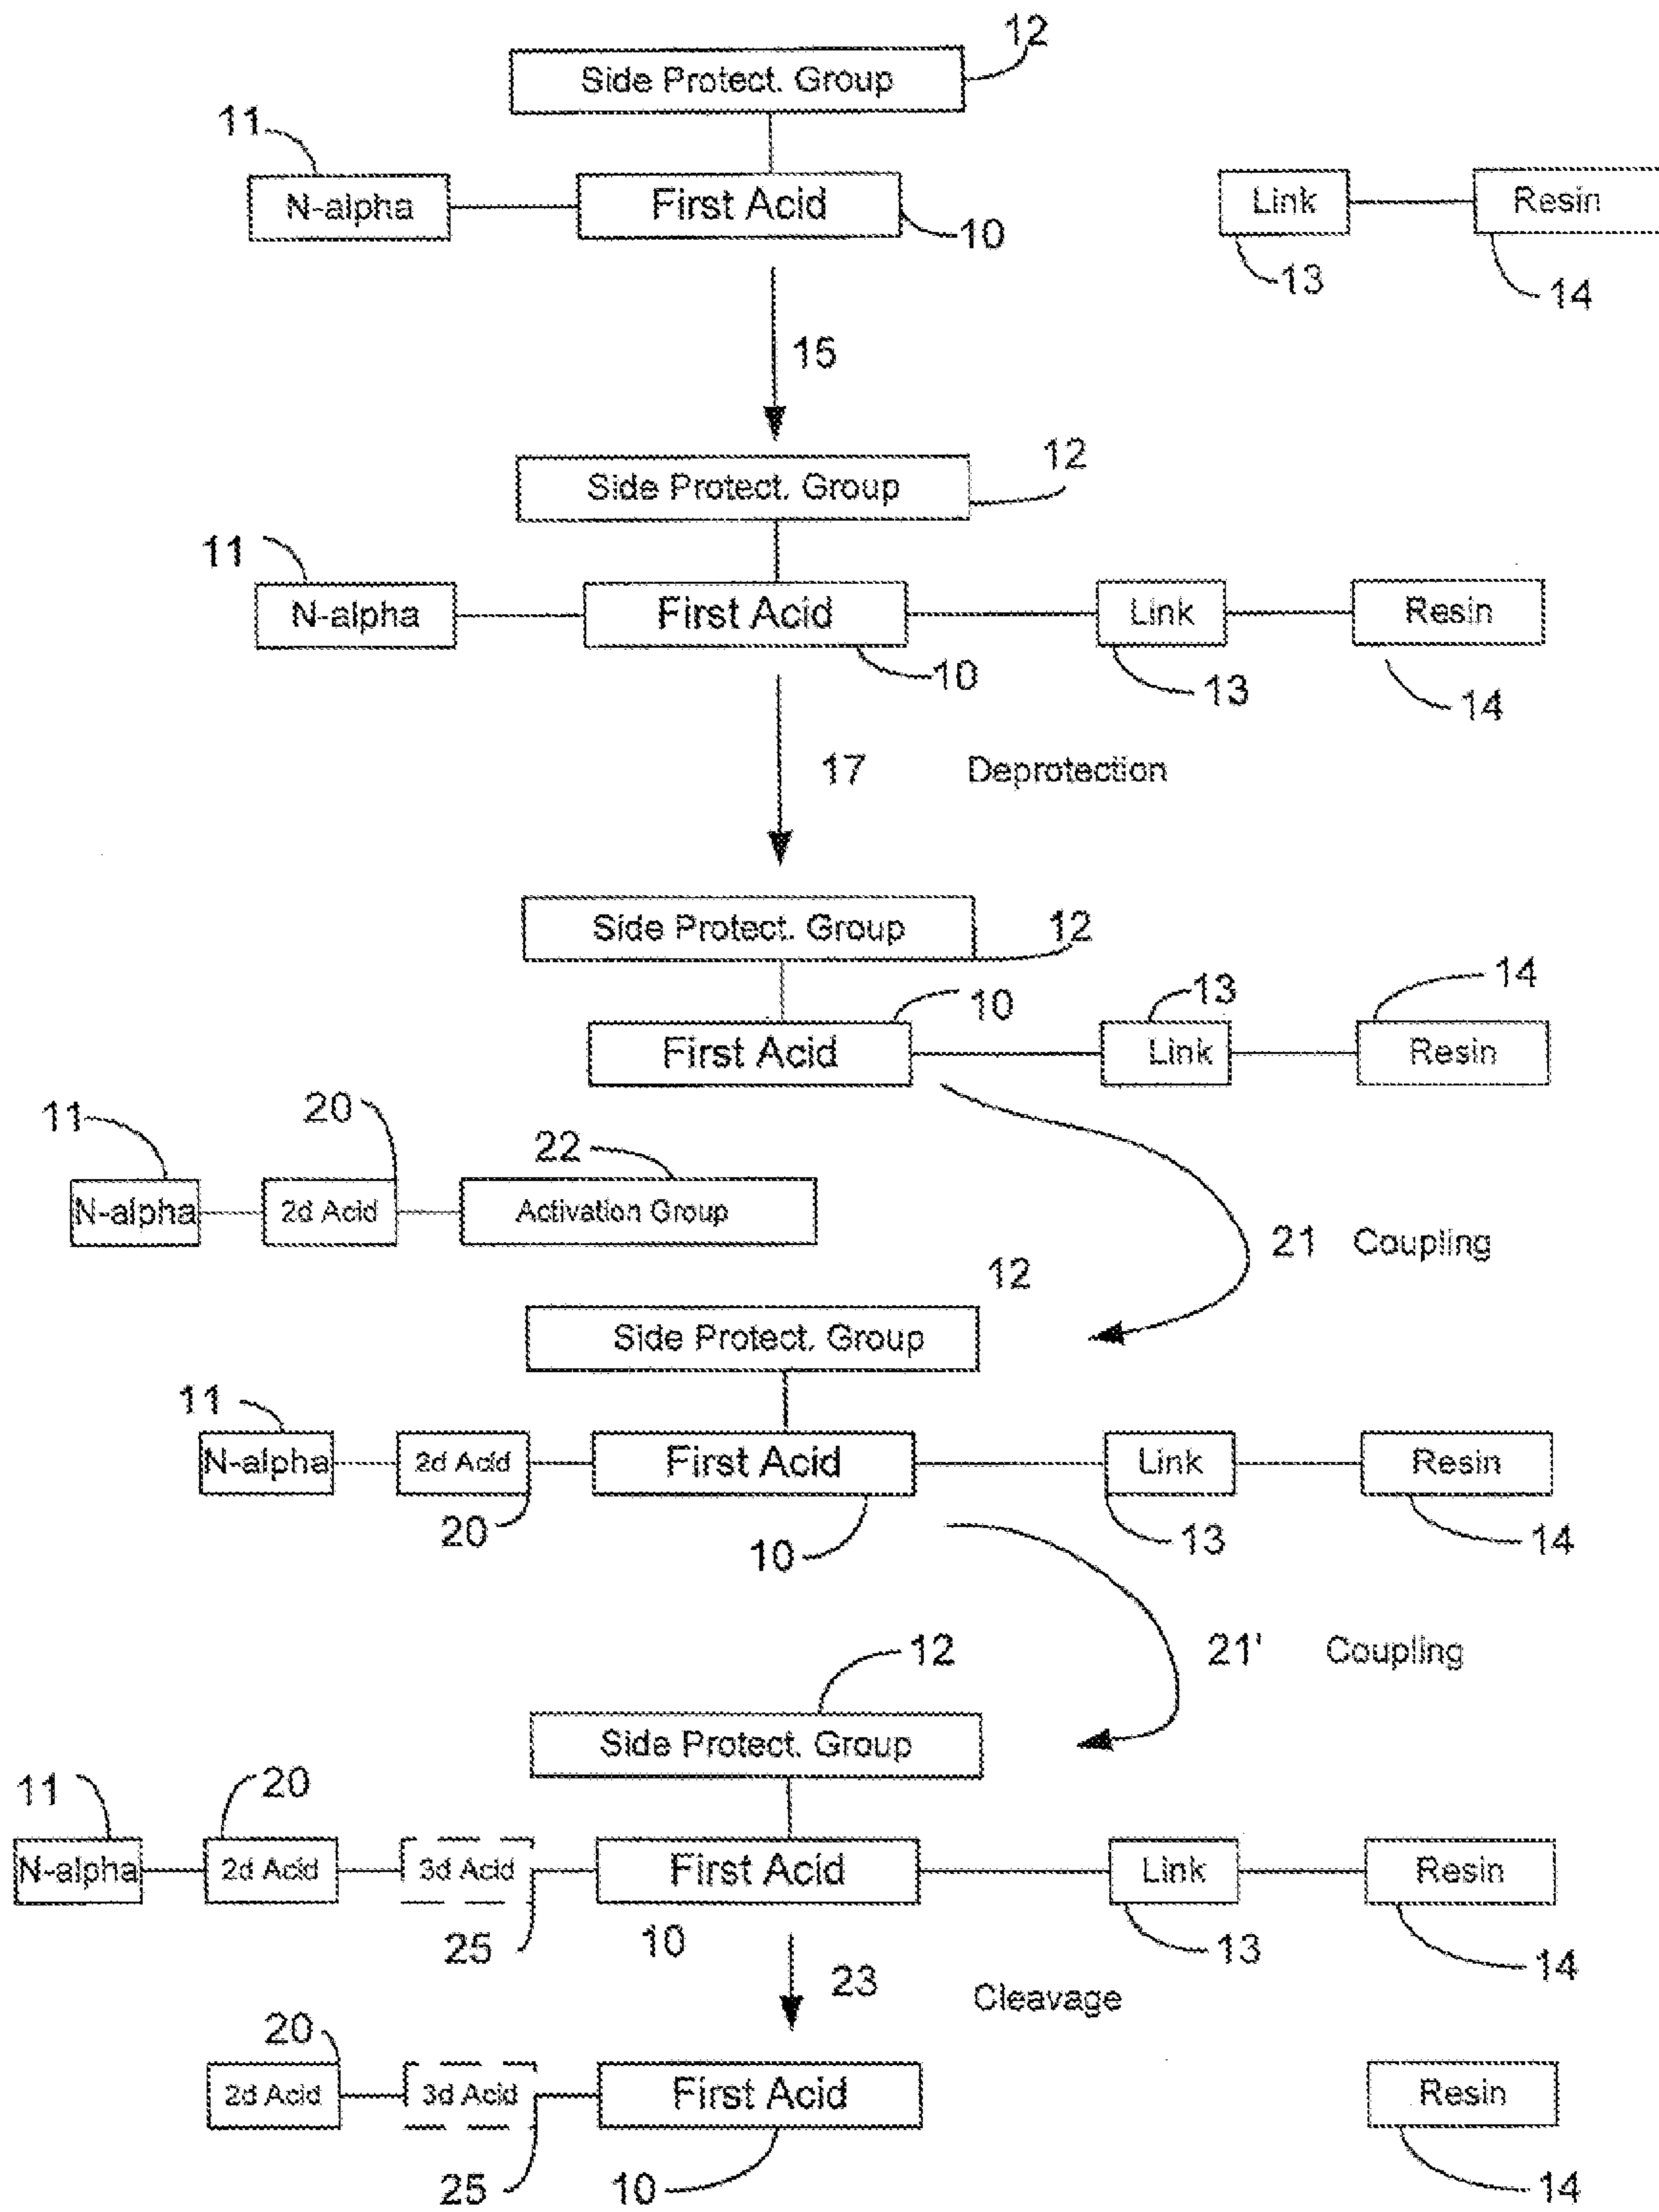 12
Side Protect. Group
11
N-alpha First Acid Link Resin
10 13 14
15
12
Side Protect. Group
11
N-alpha First Acid Link Resin
10 13 14
17 Deprotection
Side Protect. Group 12
10 13 14
First Acid Link Resin
11 20 22
N-alpha 2d Acid Activation Group
21 Coupling
12
Side Protect. Group
11
N-alpha 2d Acid First Acid Link Resin
20 10 13 14
21' Coupling
12
Side Protect. Group
11 20
N-alpha 2d Acid 3d Acid First Acid Link Resin
25 10 13 14
23 Cleavage
20
2d Acid 3d Acid First Acid Resin
25 10 14